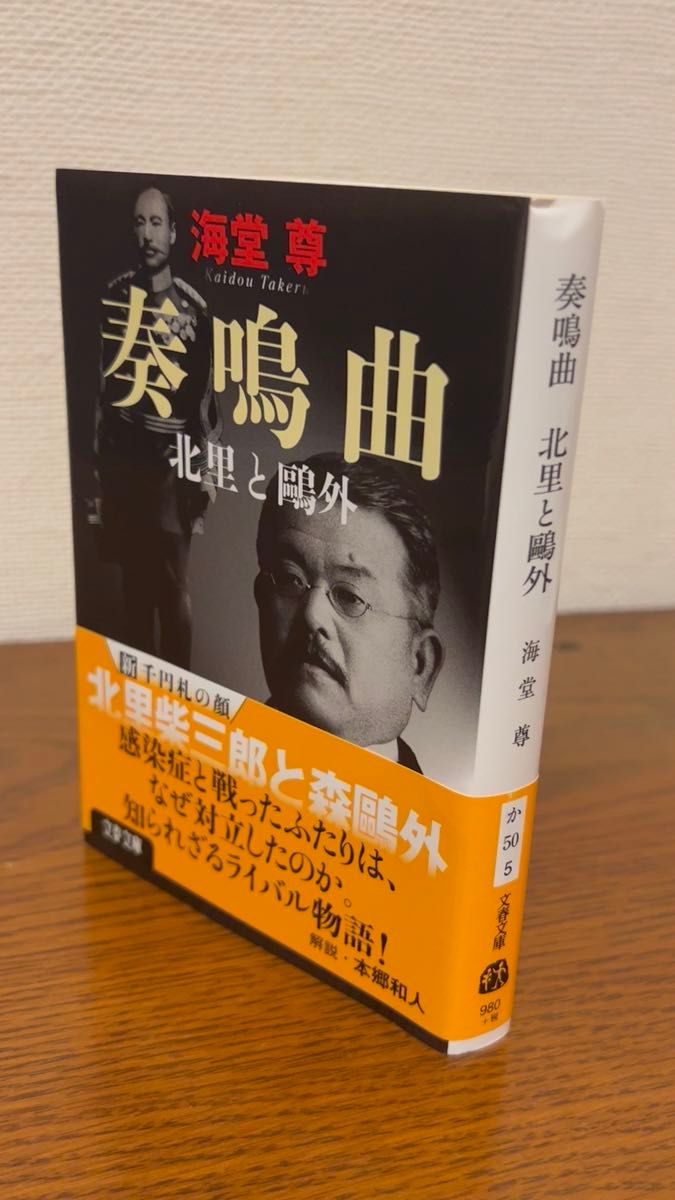 海堂 尊
Kaidou Takeru
奏鳴曲
北里と鷗外
新千円札の顔
北里柴三郎と森鷗外
感染症と戦ったふたりは、
なぜ対立したのか。
知られざるライバル物語!
解説・本郷和人
文春文庫
奏鳴曲 北里と鷗外 海堂 尊
か
50
5
文春文庫
980
+税